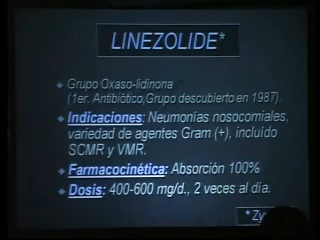 LINEZOLIDE*
Grupo Oxaso-lidinona
(1er. Antibiótico,Grupo descubierto en 1987).
Indicaciones: Neumonías nosocomiales,
variedad de agentes Gram (+), incluído
SCMR y VMR.
Farmacocinética: Absorción 100%
Dosis: 400-600 mg/d., 2 veces al día.